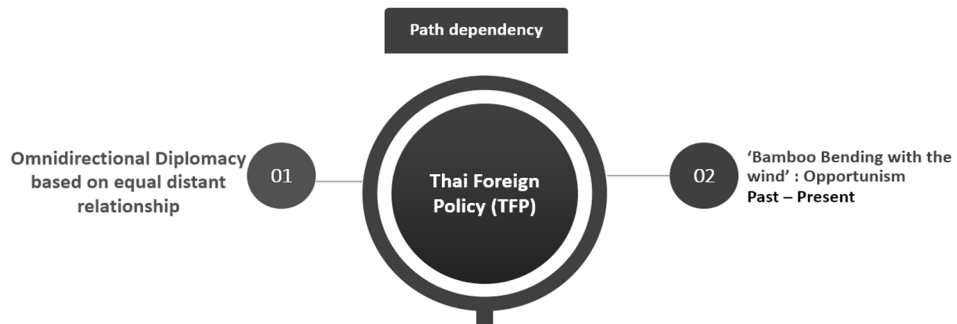 Path dependency
Omnidirectional Diplomacy
based on equal distant
relationship
01
Thai Foreign
Policy (TFP)
02
‘Bamboo Bending with the
wind’ : Opportunism
Past – Present